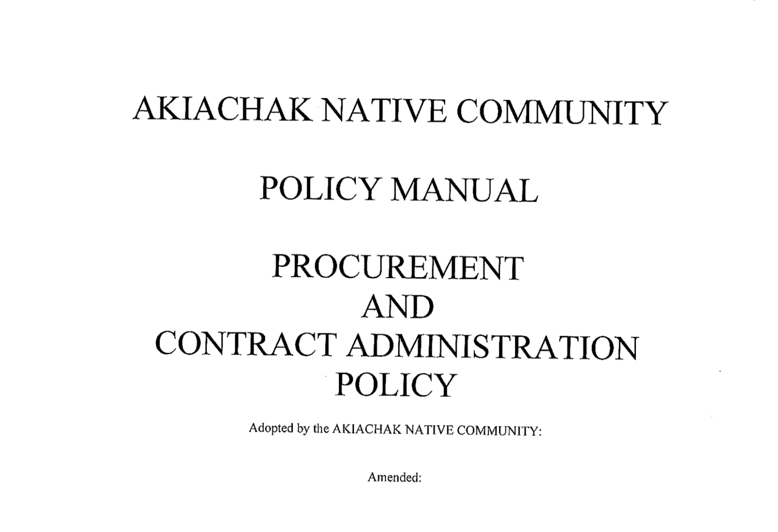 AKIACHAK NATIVE COMMUNITY
POLICY MANUAL
PROCUREMENT
AND
CONTRACT ADMINISTRATION
POLICY
Adopted by the AKIACHAK NATIVE COMMUNITY:
Amended: